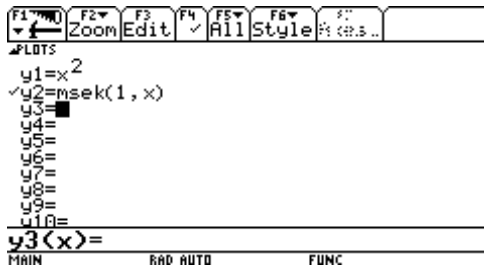 F1 F2 F3 F4 F5 F6
Zoom Edit ✓ All Style
PLOTS
y1=x²
✓y2=msek(1,x)
y3=
y4=
y5=
y6=
y7=
y8=
y9=
y10=
y3(x)=
MAIN RAD AUTO FUNC